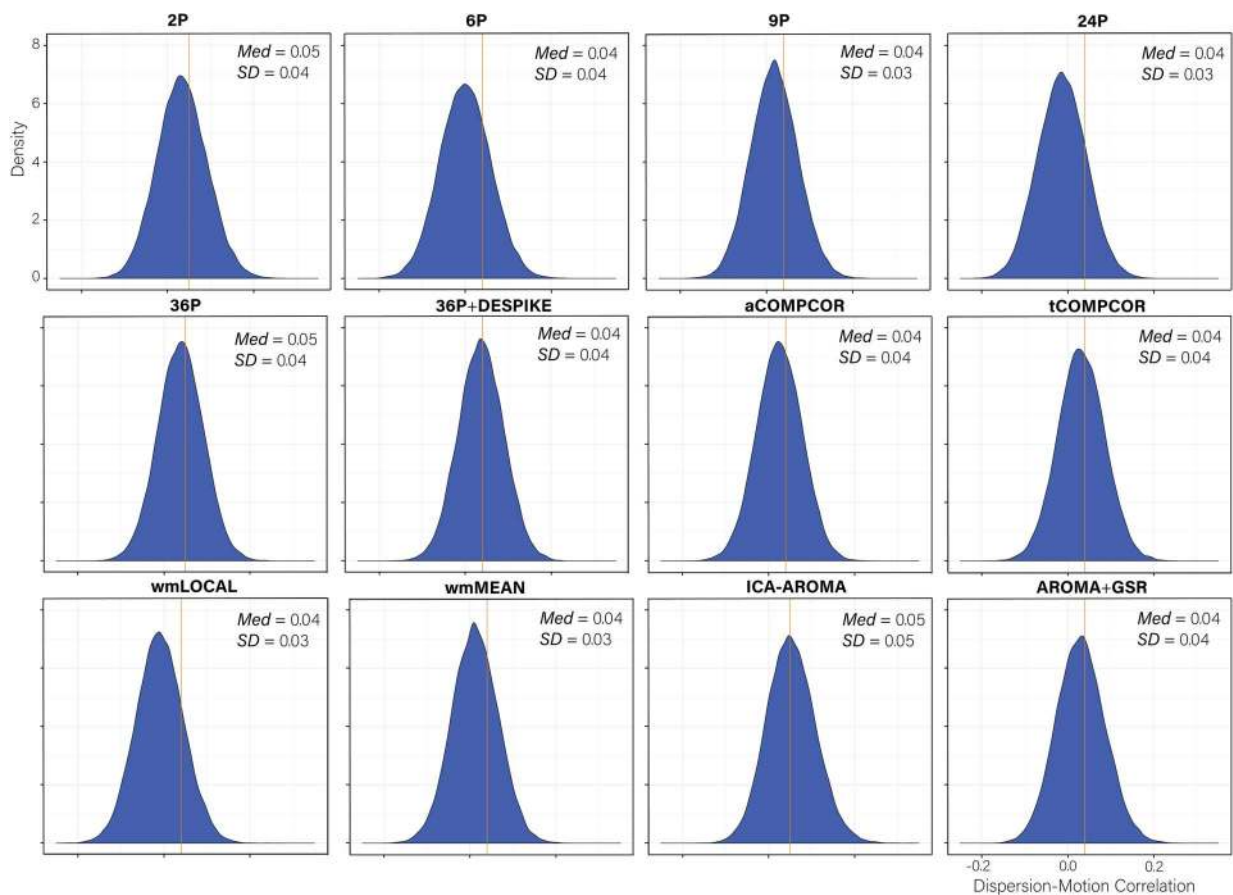 2P
6P
9P
24P
8
6
4
2
0
Density
Med = 0.05
SD = 0.04
Med = 0.04
SD = 0.04
Med = 0.04
SD = 0.03
Med = 0.04
SD = 0.03
36P
36P+DESPIKE
aCOMPCOR
tCOMPCOR
Med = 0.05
SD = 0.04
Med = 0.04
SD = 0.04
Med = 0.04
SD = 0.04
Med = 0.04
SD = 0.04
wmLOCAL
wmMEAN
ICA-AROMA
AROMA+GSR
Med = 0.04
SD = 0.03
Med = 0.04
SD = 0.03
Med = 0.05
SD = 0.05
Med = 0.04
SD = 0.04
-0.2 0.0 0.2
Dispersion-Motion Correlation